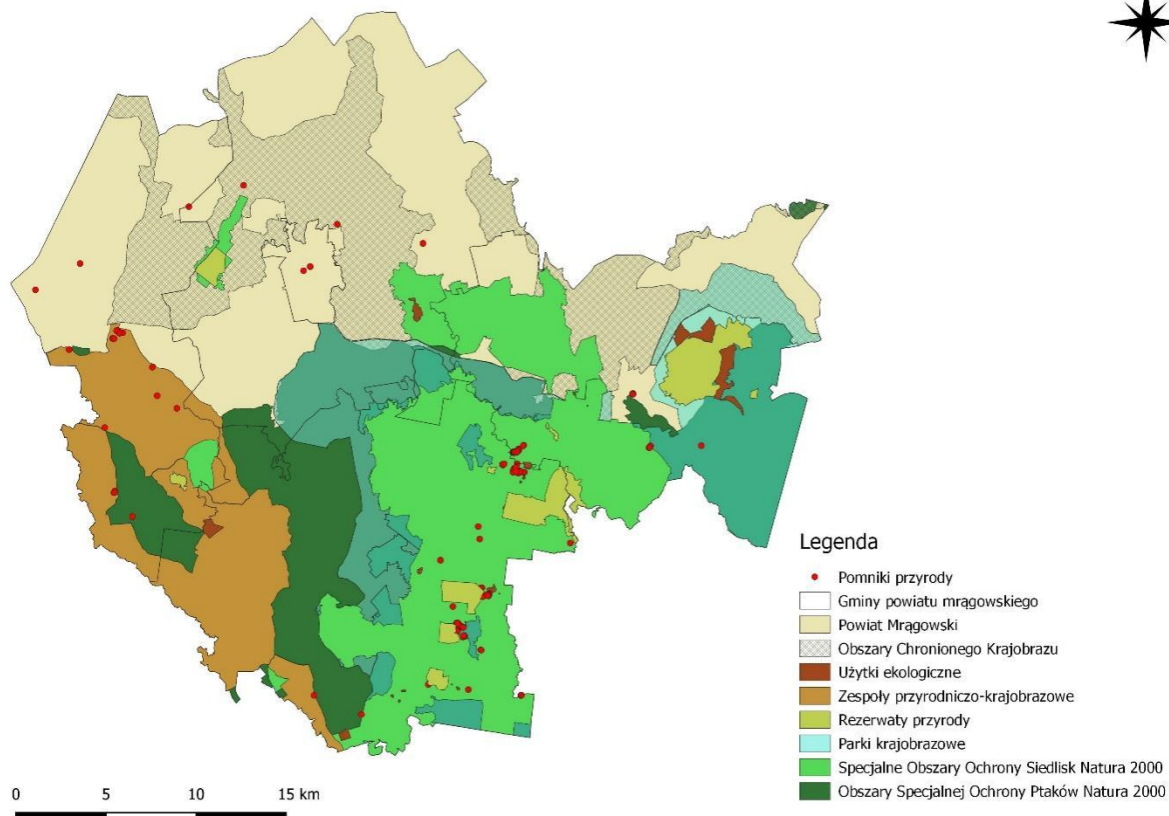 Legenda
Pomniki przyrody
Gminy powiatu mrągowskiego
Powiat Mrągowski
Obszary Chronionego Krajobrazu
Użytki ekologiczne
Zespoły przyrodniczo-krajobrazowe
Rezerwaty przyrody
Parki krajobrazowe
Specjalne Obszary Ochrony Siedlisk Natura 2000
Obszary Specjalnej Ochrony Ptaków Natura 2000
0 5 10 15 km